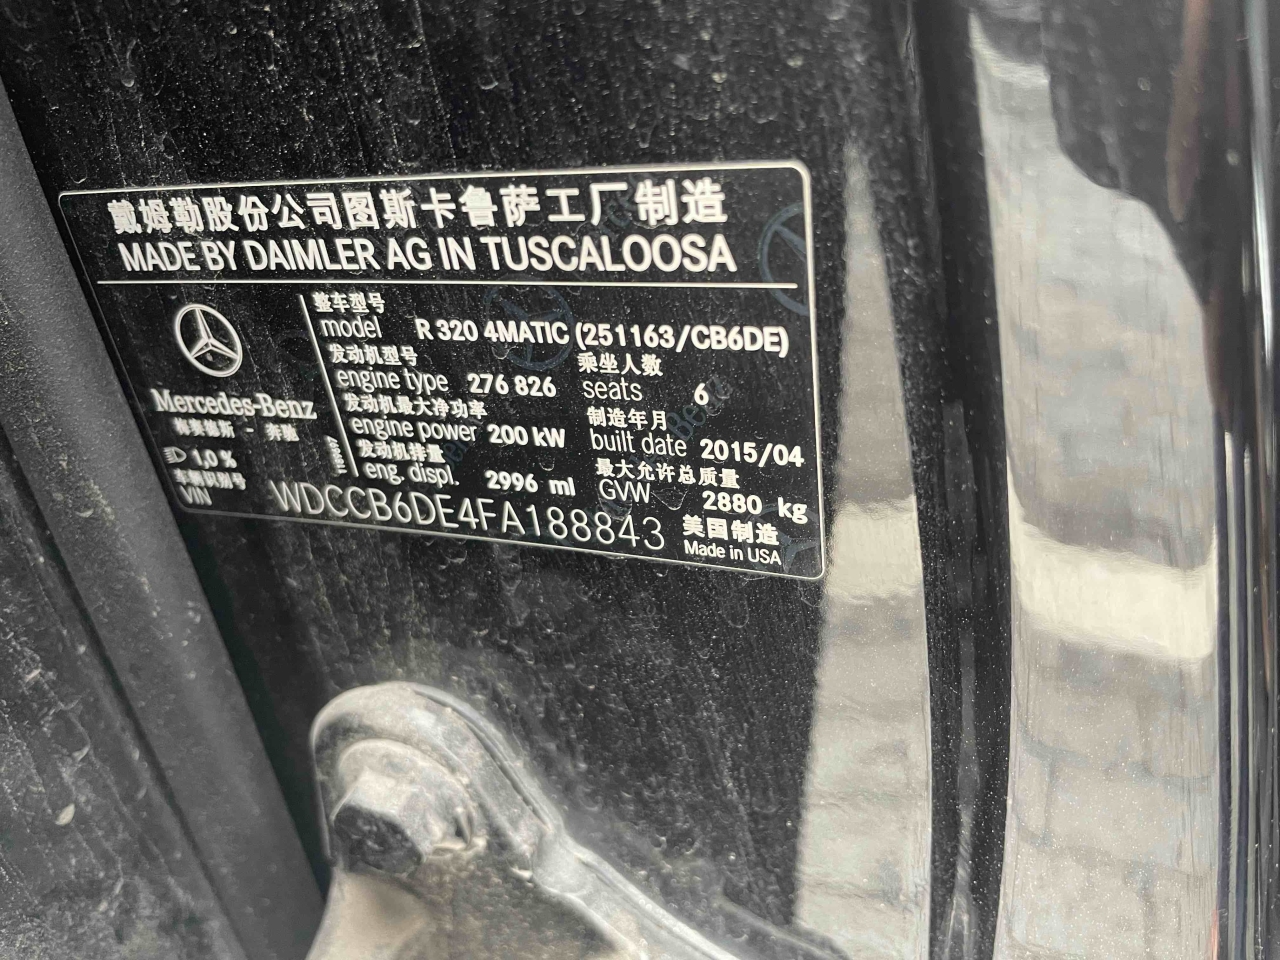 戴姆勒股份公司图斯卡鲁萨工厂制造
MADE BY DAIMLER AG IN TUSCALOOSA
整车型号
model R 320 4MATIC (251163/CB6DE)
发动机型号
engine type 276 826
乘坐人数
seats 6
发动机最大净功率
engine power 200 kW
制造年月
built date 2015/04
发动机排量
eng. displ. 2996 ml
最大允许总质量
GVW 2880 kg
Mercedes-Benz
梅赛德斯 - 奔驰
1,0 %
车辆识别号
VIN WDCCB6DE4FA188843
美国制造
Made in USA